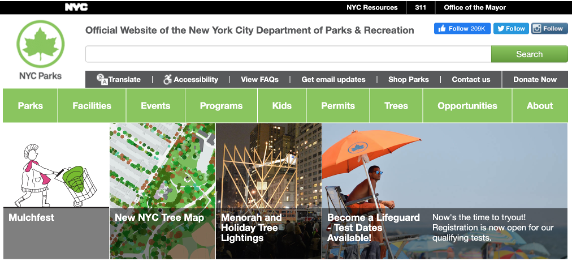 NYC
NYC Resources 311 Office of the Mayor
Official Website of the New York City Department of Parks & Recreation
Follow 209K Follow Follow
NYC Parks
Search
Translate | Accessibility | View FAQs | Get email updates | Shop Parks | Contact us | Donate Now
Parks Facilities Events Programs Kids Permits Trees Opportunities About
Mulchfest
New NYC Tree Map
Menorah and
Holiday Tree
Lightings
Become a Lifeguard
- Test Dates
Available!
Now's the time to tryout!
Registration is now open for our
qualifying tests.